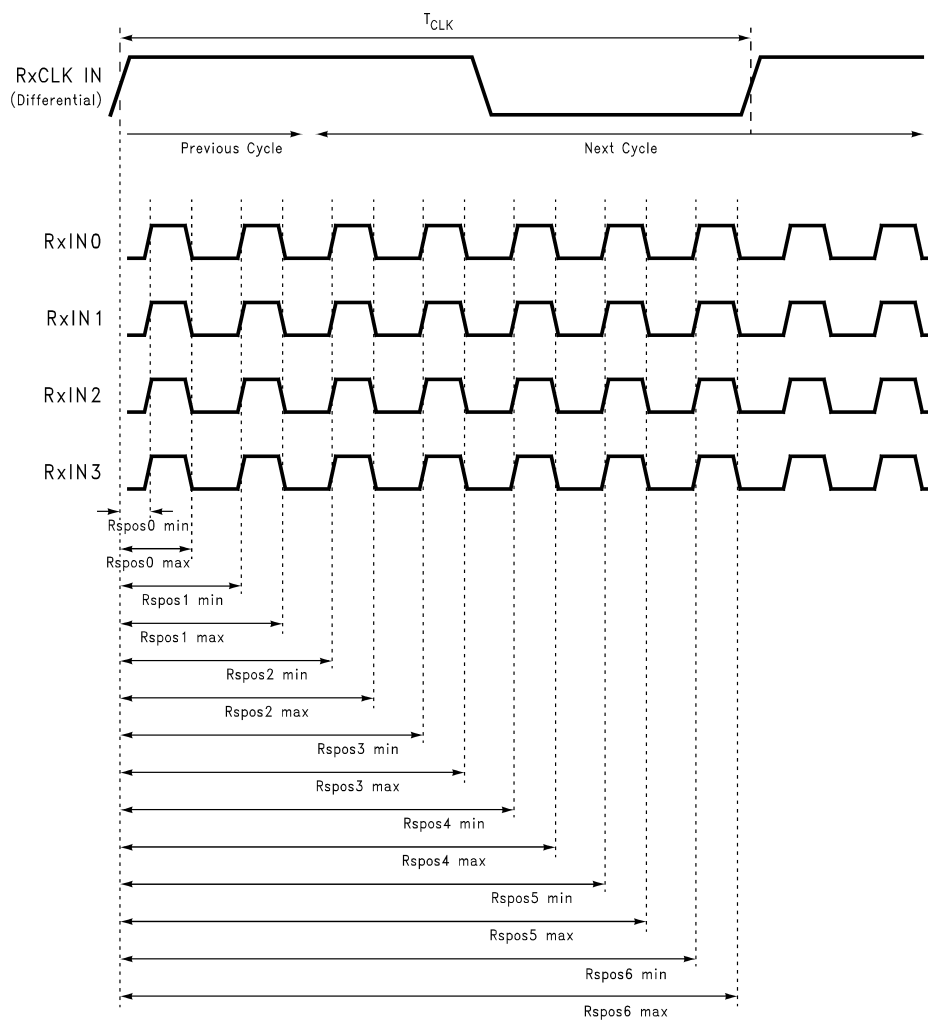 T_CLK
RxCLK IN
(Differential)
Previous Cycle
Next Cycle
RxIN0
RxIN1
RxIN2
RxIN3
Rspos0 min
Rspos0 max
Rspos1 min
Rspos1 max
Rspos2 min
Rspos2 max
Rspos3 min
Rspos3 max
Rspos4 min
Rspos4 max
Rspos5 min
Rspos5 max
Rspos6 min
Rspos6 max